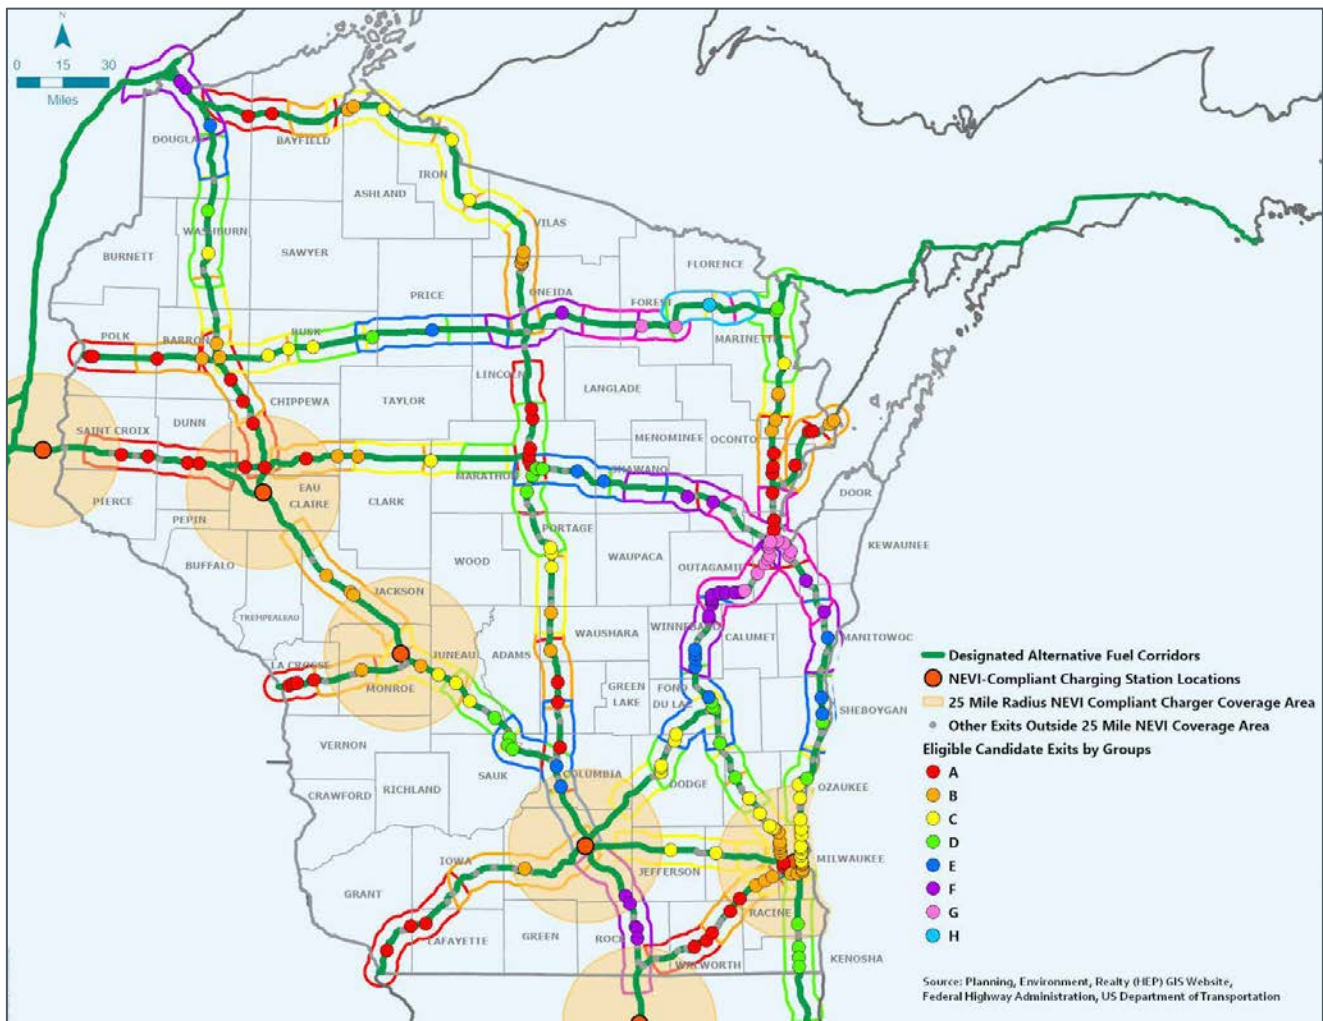 N
0 15 30
Miles
DOUGLA
BAYFIELD
IRON
ASHLAND
VILAS
WASHBURN
SAWYER
BURNETT
FLORENCE
PRICE
ONEIDA
FOREST
RUSK
POLK
BARRON
MARINETTE
LINCOLN
LANGLADE
CHIPPEWA
TAYLOR
SAINT CROIX
DUNN
MENOMINEE
OCONTO
MARATHON
SHAWANO
PIERCE
EAU
CLAIRE
CLARK
DOOR
PEPIN
PORTAGE
KEWAUNEE
WOOD
WAUPACA
OUTAGAMIE
BUFFALO
JACKSON
TREMPEALEAU
WAUSHARA
WINNEBAGO
CALUMET
MANITOWOC
ADAMS
JUNEAU
LA CROSSE
MONROE
GREEN
LAKE
FOND
DU LAC
SHEBOYGAN
VERNON
SAUK
COLUMBIA
DODGE
OZAUKEE
CRAWFORD
RICHLAND
IOWA
JEFFERSON
MILWAUKEE
GRANT
LAFAYETTE
GREEN
ROCK
RACINE
WALWORTH
KENOSHA
Designated Alternative Fuel Corridors
NEVI-Compliant Charging Station Locations
25 Mile Radius NEVI Compliant Charger Coverage Area
Other Exits Outside 25 Mile NEVI Coverage Area
Eligible Candidate Exits by Groups
A
B
C
D
E
F
G
H
Source: Planning, Environment, Realty (HEP) GIS Website,
Federal Highway Administration, US Department of Transportation